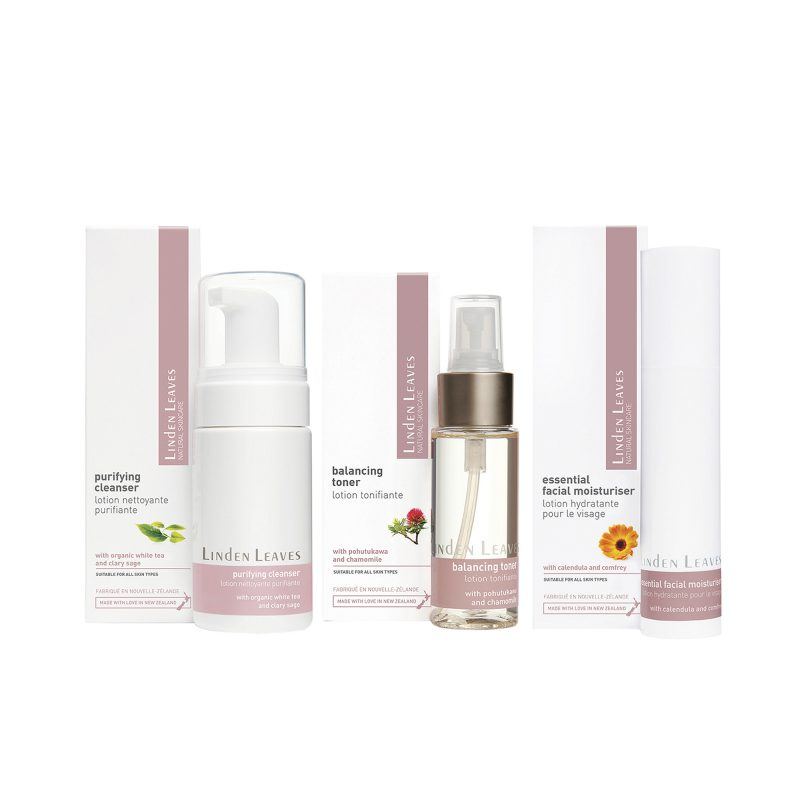 LINDEN LEAVES
NATURAL SKINCARE
purifying
cleanser
lotion nettoyante
purifiante
with organic white tea
and clary sage
SUITABLE FOR ALL SKIN TYPES
FABRIQUÉ EN NOUVELLE-ZÉLANDE
MADE WITH LOVE IN NEW ZEALAND
LINDEN LEAVES
purifying cleanser
lotion nettoyante purifiante
with organic white tea
and clary sage
LINDEN LEAVES
NATURAL SKINCARE
balancing
toner
lotion tonifiante
with pohutukawa
and chamomile
SUITABLE FOR ALL SKIN TYPES
FABRIQUÉ EN NOUVELLE-ZÉLANDE
MADE WITH LOVE IN NEW ZEALAND
LINDEN LEAVES
balancing toner
lotion tonifiante
with pohutukawa
and chamomile
LINDEN LEAVES
NATURAL SKINCARE
essential
facial moisturiser
lotion hydratante
pour le visage
with calendula and comfrey
SUITABLE FOR ALL SKIN TYPES
FABRIQUÉ EN NOUVELLE-ZÉLANDE
MADE WITH LOVE IN NEW ZEALAND
LINDEN LEAVES
essential facial moisturiser
lotion hydratante pour le visage
with calendula and comfrey